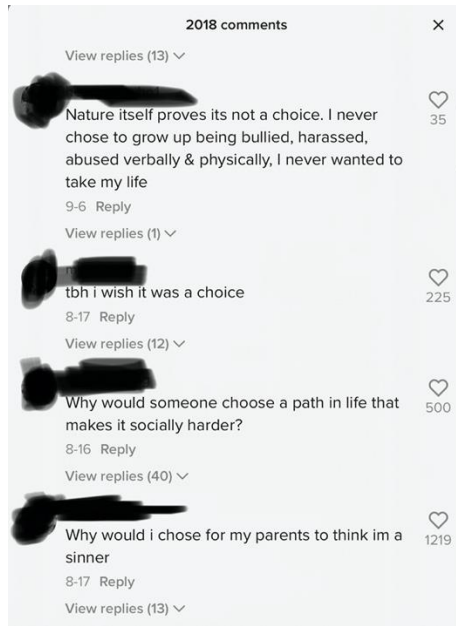 2018 comments
View replies (13)
35
Nature itself proves its not a choice. I never
chose to grow up being bullied, harassed,
abused verbally & physically, I never wanted to
take my life
9-6 Reply
View replies (1)
tbh i wish it was a choice
225
8-17 Reply
View replies (12)
Why would someone choose a path in life that
500
makes it socially harder?
8-16 Reply
View replies (40)
Why would i chose for my parents to think im a
1219
sinner
8-17 Reply
View replies (13)